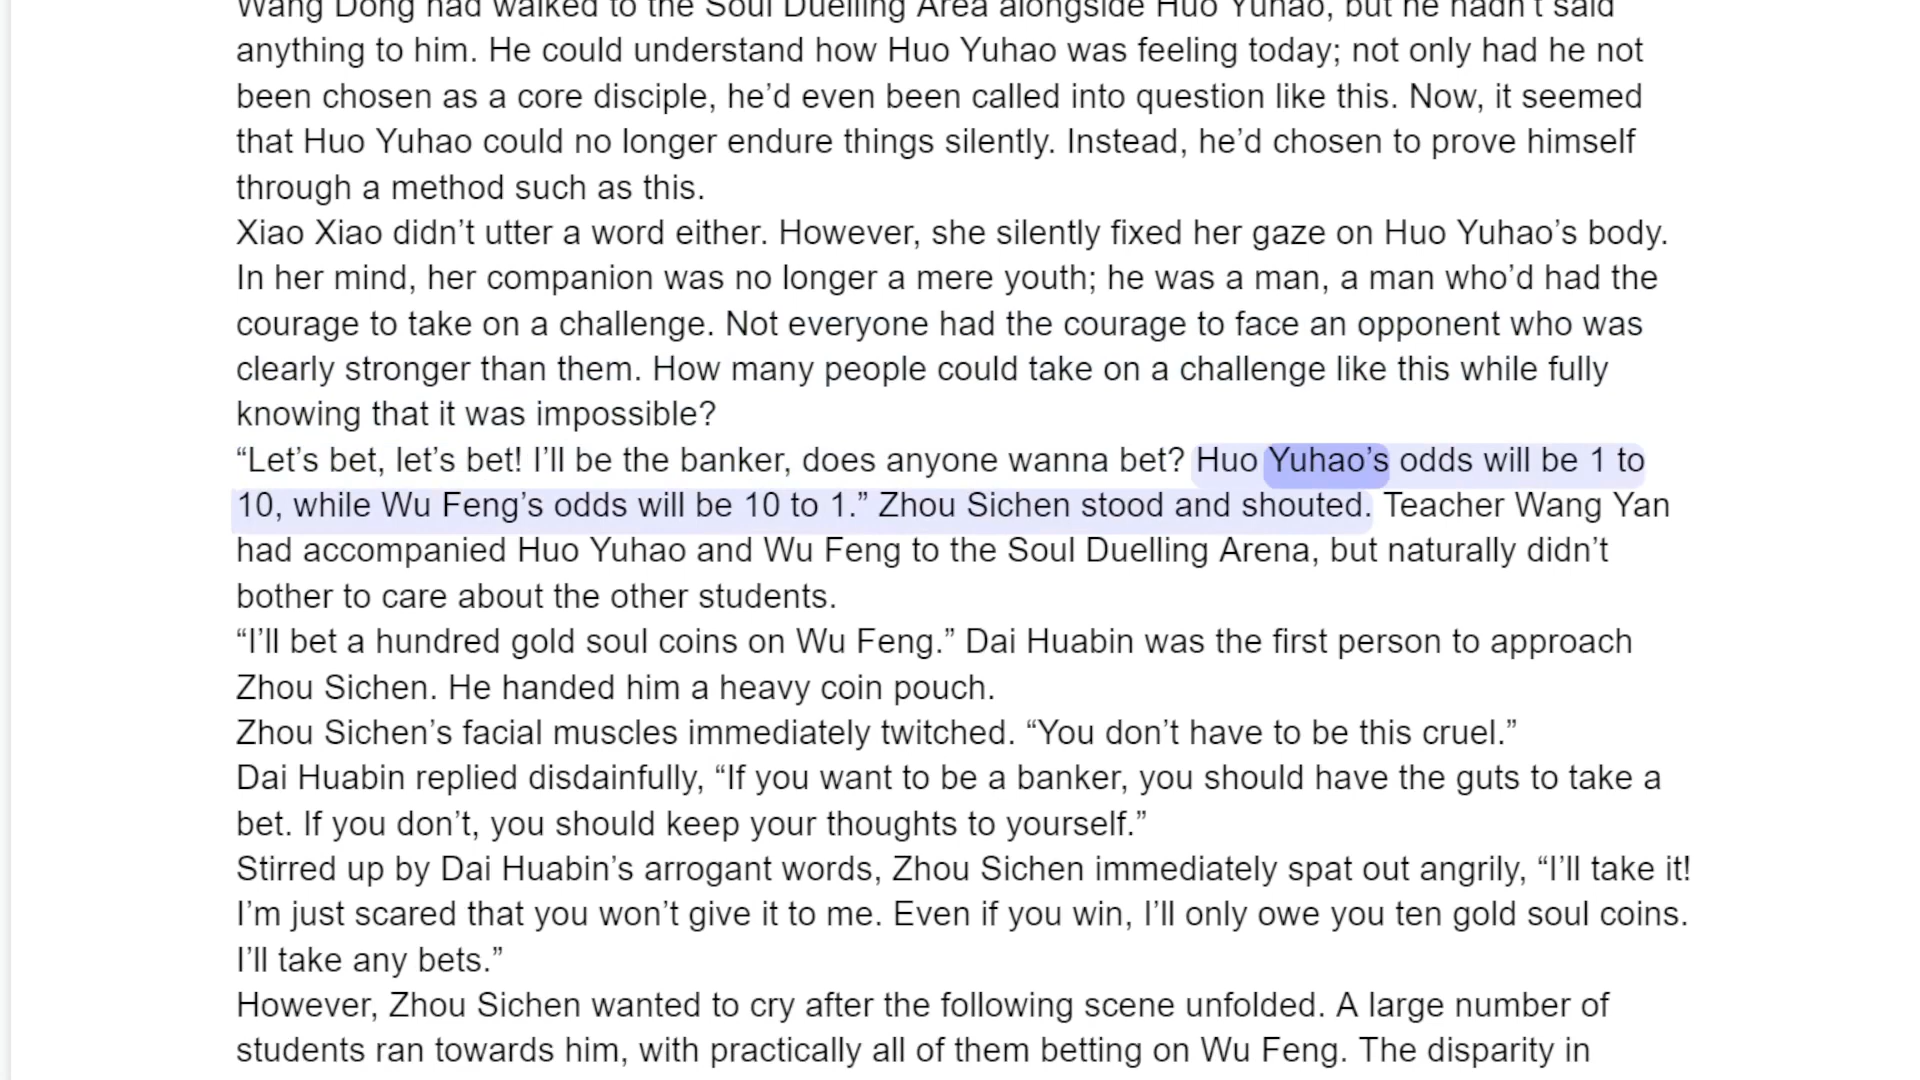 Wang Dong had walked to the Soul Duelling Area alongside Huo Yuhao, but he hadn’t said
anything to him. He could understand how Huo Yuhao was feeling today; not only had he not
been chosen as a core disciple, he’d even been called into question like this. Now, it seemed
that Huo Yuhao could no longer endure things silently. Instead, he’d chosen to prove himself
through a method such as this.
Xiao Xiao didn’t utter a word either. However, she silently fixed her gaze on Huo Yuhao’s body.
In her mind, her companion was no longer a mere youth; he was a man, a man who’d had the
courage to take on a challenge. Not everyone had the courage to face an opponent who was
clearly stronger than them. How many people could take on a challenge like this while fully
knowing that it was impossible?
“Let’s bet, let’s bet! I’ll be the banker, does anyone wanna bet? Huo Yuhao’s odds will be 1 to
10, while Wu Feng’s odds will be 10 to 1.” Zhou Sichen stood and shouted. Teacher Wang Yan
had accompanied Huo Yuhao and Wu Feng to the Soul Duelling Arena, but naturally didn’t
bother to care about the other students.
“I’ll bet a hundred gold soul coins on Wu Feng.” Dai Huabin was the first person to approach
Zhou Sichen. He handed him a heavy coin pouch.
Zhou Sichen’s facial muscles immediately twitched. “You don’t have to be this cruel.”
Dai Huabin replied disdainfully, “If you want to be a banker, you should have the guts to take a
bet. If you don’t, you should keep your thoughts to yourself.”
Stirred up by Dai Huabin’s arrogant words, Zhou Sichen immediately spat out angrily, “I’ll take it!
I’m just scared that you won’t give it to me. Even if you win, I’ll only owe you ten gold soul coins.
I’ll take any bets.”
However, Zhou Sichen wanted to cry after the following scene unfolded. A large number of
students ran towards him, with practically all of them betting on Wu Feng. The disparity in